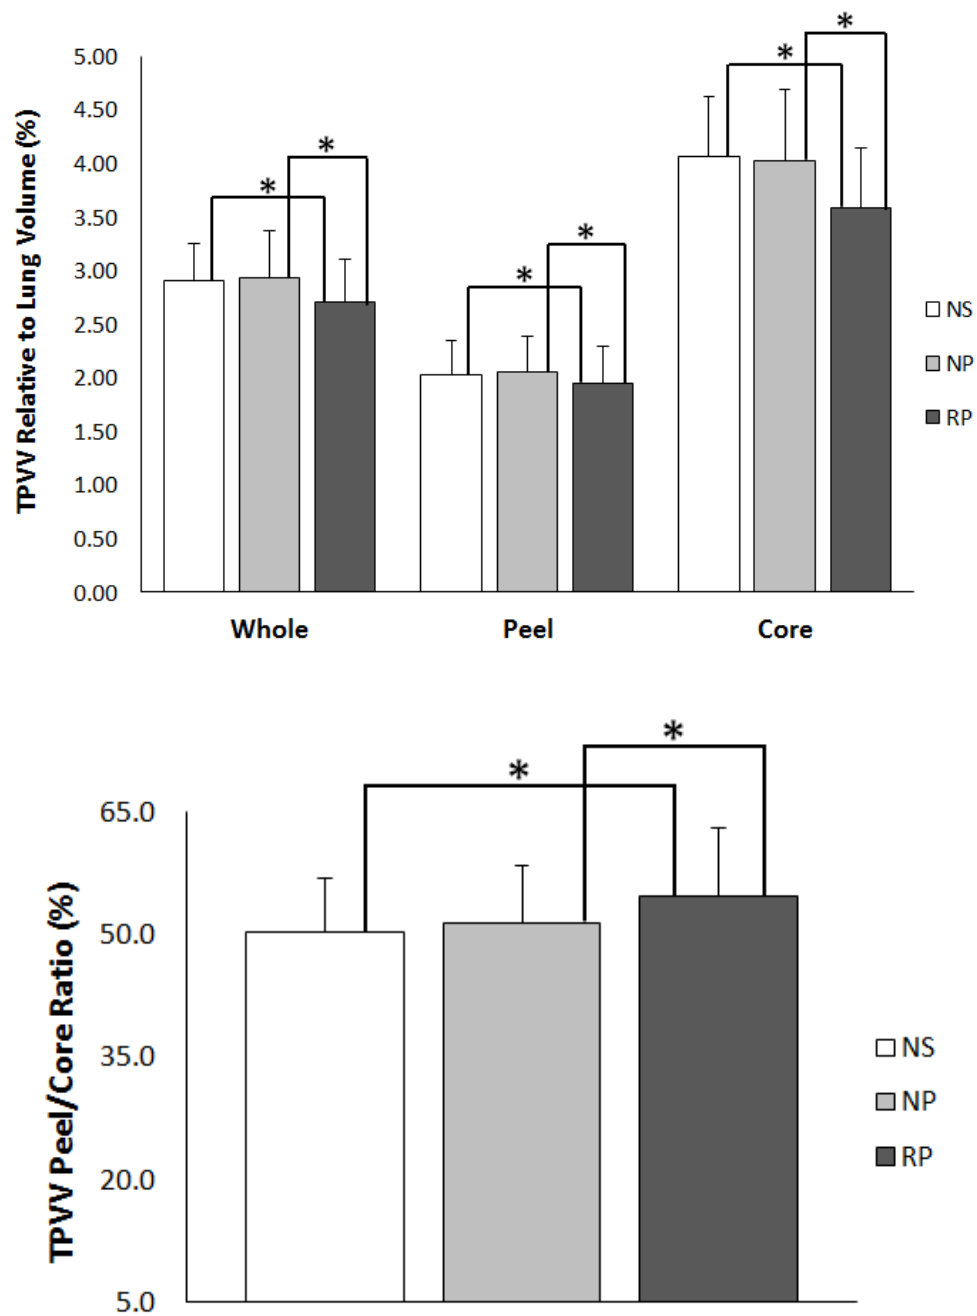 TPVV Relative to Lung Volume (%)
5.00
4.50
4.00
3.50
3.00
2.50
2.00
1.50
1.00
0.50
0.00
* * * * * *
NS
NP
RP
Whole Peel Core
TPVV Peel/Core Ratio (%)
65.0
50.0
35.0
20.0
5.0
* *
NS
NP
RP